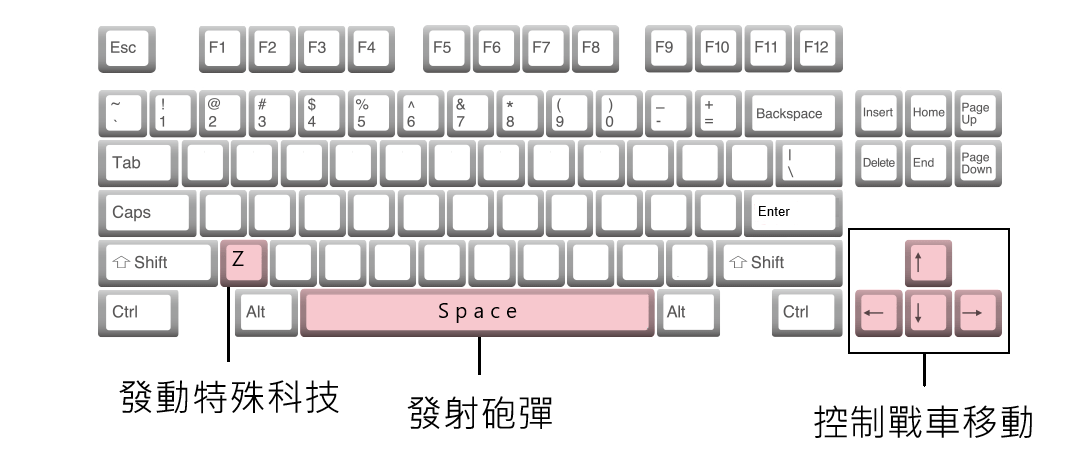 Esc F1 F2 F3 F4 F5 F6 F7 F8 F9 F10 F11 F12
~ ! @ # $ % ^ & * ( ) _ +
` 1 2 3 4 5 6 7 8 9 0 - = Backspace Insert Home Page Up
Tab | \ Delete End Page Down
Caps Enter
⇧ Shift Z ⇧ Shift ↑
Ctrl Alt Space Alt Ctrl ← ↓ →
發動特殊科技
發射砲彈
控制戰車移動